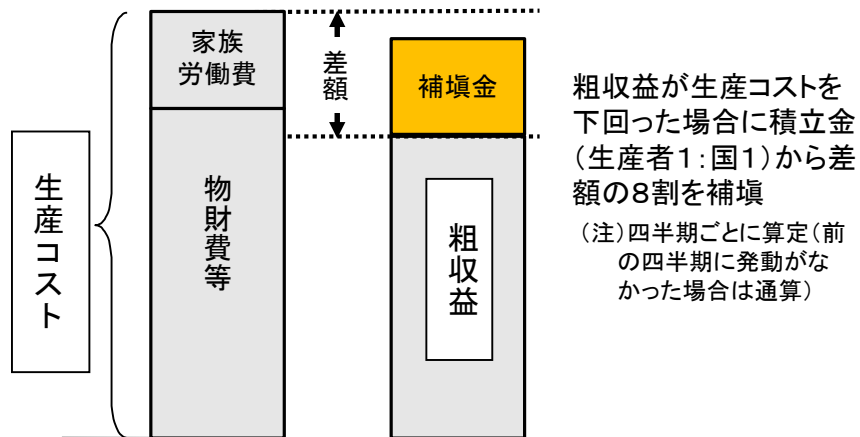 生産コスト
家族
労働費
物財費等
差額
補塡金
粗収益
粗収益が生産コストを
下回った場合に積立金
（生産者１：国１）から差
額の８割を補塡
（注）四半期ごとに算定（前
の四半期に発動がな
かった場合は通算）